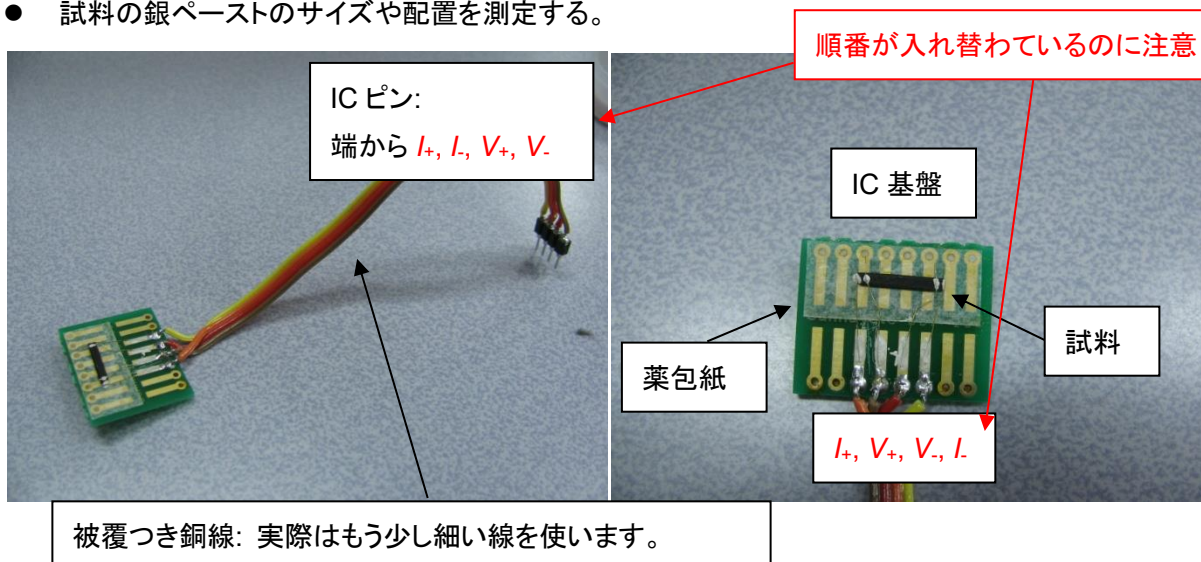 ● 試料の銀ペーストのサイズや配置を測定する。
順番が入れ替わているのに注意
IC ピン:
端から I+, I-, V+, V-
IC 基盤
試料
薬包紙
I+, V+, V-, I-
被覆つき銅線: 実際はもう少し細い線を使います。